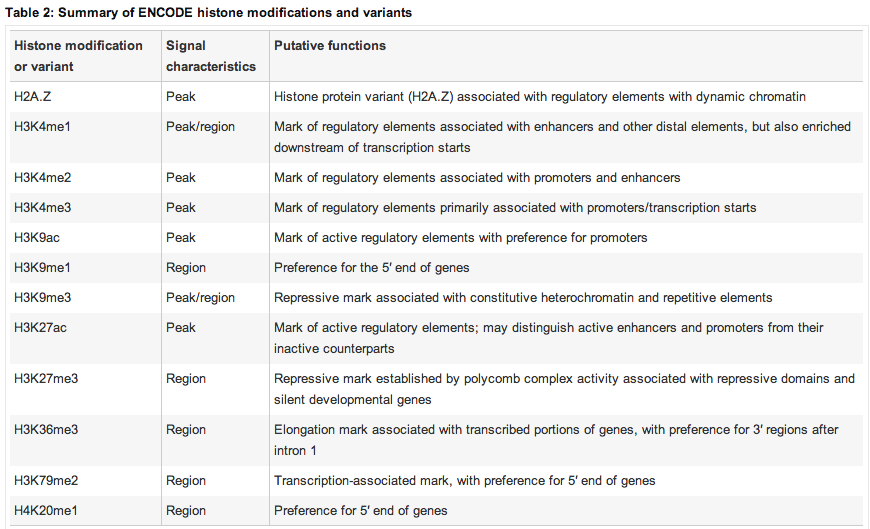 Table 2: Summary of ENCODE histone modifications and variants
Histone modification or variant Signal characteristics Putative functions
H2A.Z Peak Histone protein variant (H2A.Z) associated with regulatory elements with dynamic chromatin
H3K4me1 Peak/region Mark of regulatory elements associated with enhancers and other distal elements, but also enriched
downstream of transcription starts
H3K4me2 Peak Mark of regulatory elements associated with promoters and enhancers
H3K4me3 Peak Mark of regulatory elements primarily associated with promoters/transcription starts
H3K9ac Peak Mark of active regulatory elements with preference for promoters
H3K9me1 Region Preference for the 5′ end of genes
H3K9me3 Peak/region Repressive mark associated with constitutive heterochromatin and repetitive elements
H3K27ac Peak Mark of active regulatory elements; may distinguish active enhancers and promoters from their
inactive counterparts
H3K27me3 Region Repressive mark established by polycomb complex activity associated with repressive domains and
silent developmental genes
H3K36me3 Region Elongation mark associated with transcribed portions of genes, with preference for 3′ regions after
intron 1
H3K79me2 Region Transcription-associated mark, with preference for 5′ end of genes
H4K20me1 Region Preference for 5′ end of genes